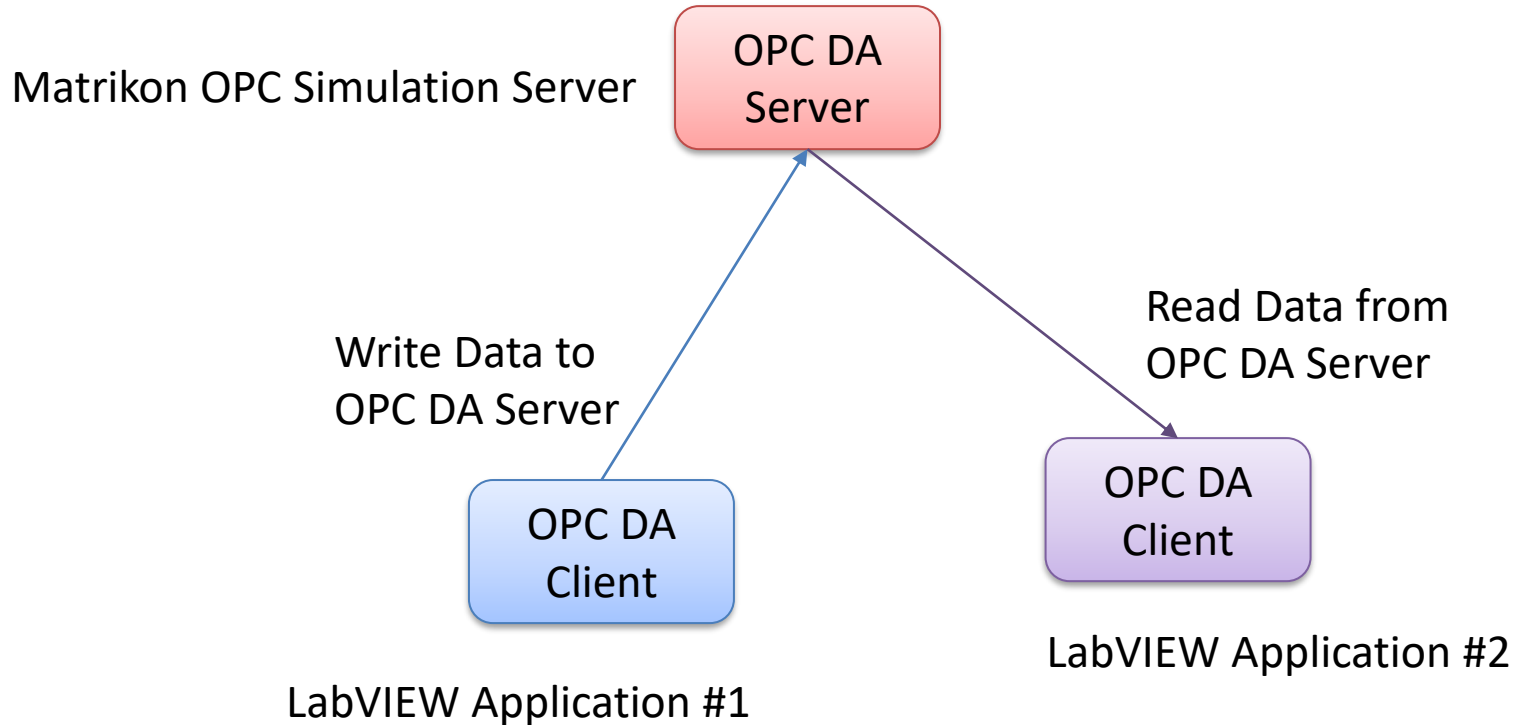 OPC DA
Server
Matrikon OPC Simulation Server
Write Data to
OPC DA Server
Read Data from
OPC DA Server
OPC DA
Client
OPC DA
Client
LabVIEW Application #1
LabVIEW Application #2